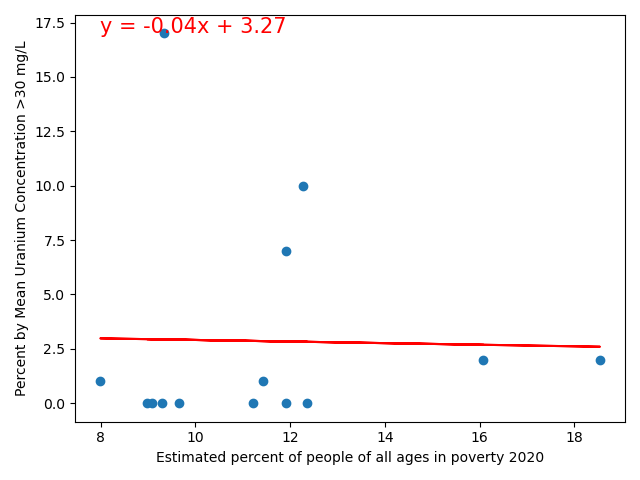 y = -0.04x + 3.27
17.5
15.0
12.5
10.0
7.5
5.0
2.5
0.0
Percent by Mean Uranium Concentration >30 mg/L
8 10 12 14 16 18
Estimated percent of people of all ages in poverty 2020